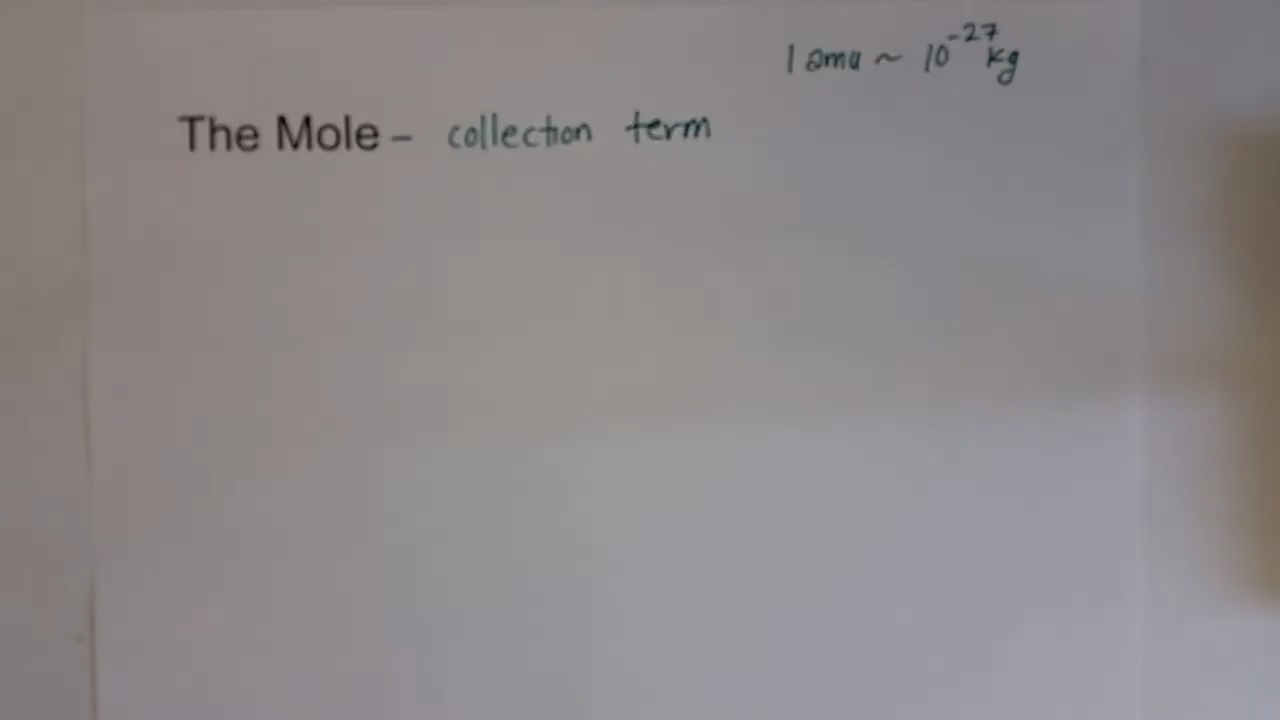 1 amu ~ 10⁻²⁷ kg
The Mole - collection term